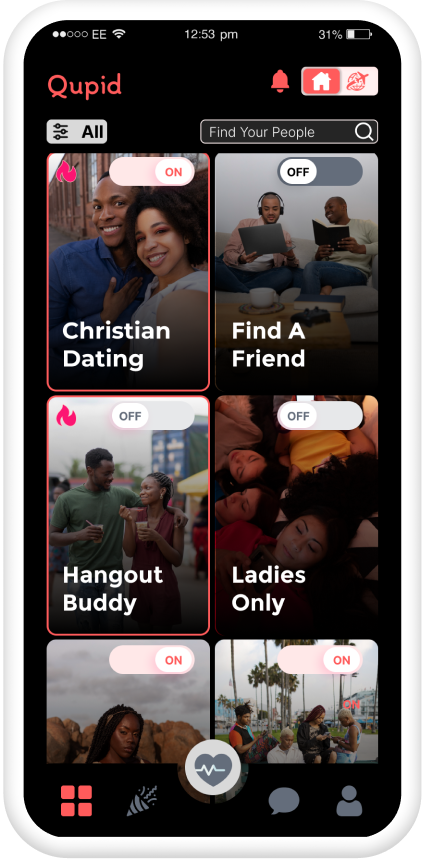 EE 12:53 pm 31%
Qupid
All Find Your People
ON OFF
Christian
Dating
Find A
Friend
OFF OFF
Hangout
Buddy
Ladies
Only
ON ON
ON